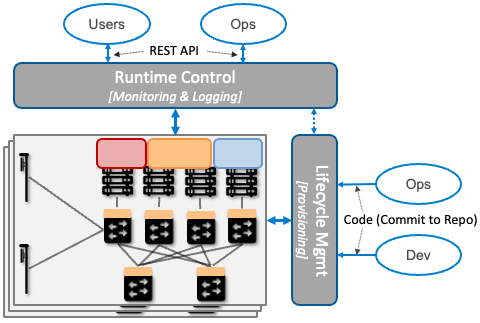 Users
Ops
REST API
Runtime Control
[Monitoring & Logging]
Lifecycle Mgmt
[Provisioning]
Ops
Code (Commit to Repo)
Dev